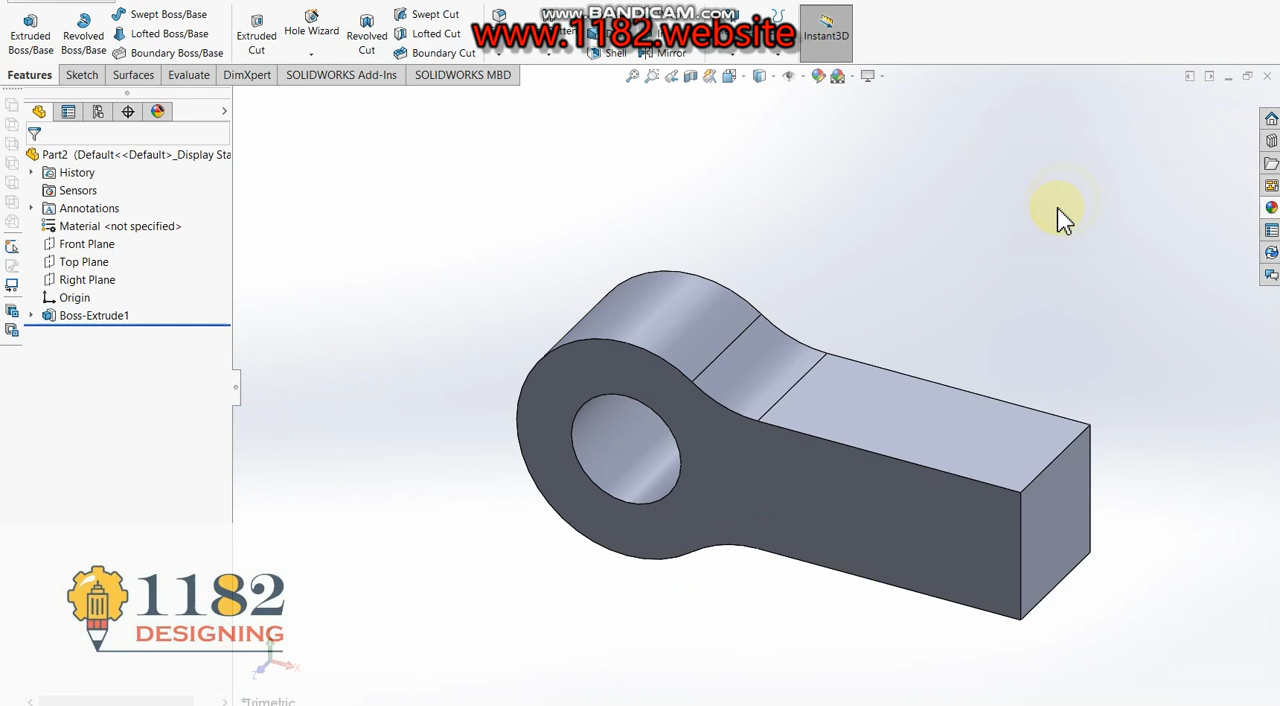 www.BANDICAM.com
www.1182.website
Extruded Boss/Base
Revolved Boss/Base
Swept Boss/Base
Lofted Boss/Base
Boundary Boss/Base
Extruded Cut
Hole Wizard
Revolved Cut
Swept Cut
Lofted Cut
Boundary Cut
Shell
Mirror
Instant3D
Features
Sketch
Surfaces
Evaluate
DimXpert
SOLIDWORKS Add-Ins
SOLIDWORKS MBD
Part2 (Default<<Default>_Display Sta
History
Sensors
Annotations
Material <not specified>
Front Plane
Top Plane
Right Plane
Origin
Boss-Extrude1
1182
DESIGNING
*Trimetric